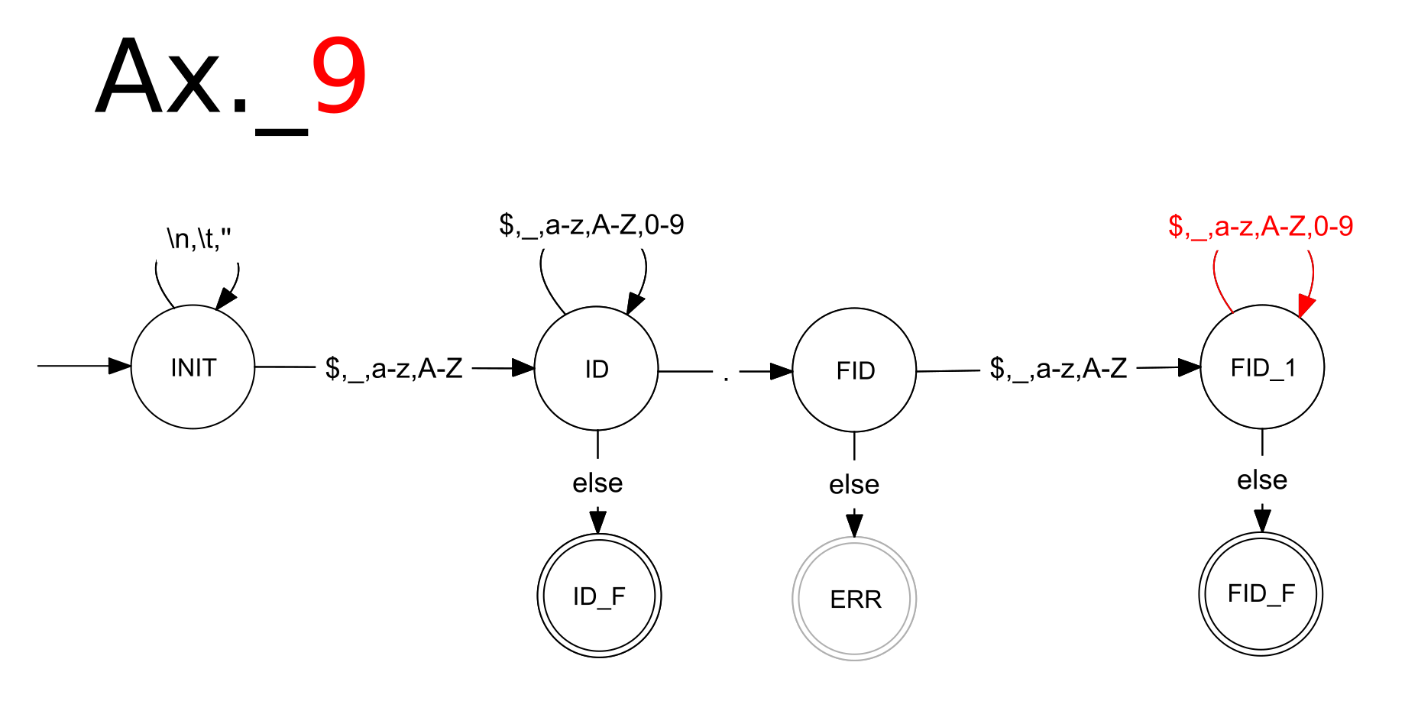 Ax._9
\n,\t,"
$,_,a-z,A-Z,0-9
$,_,a-z,A-Z,0-9
INIT
$,_,a-z,A-Z
ID
.
FID
$,_,a-z,A-Z
FID_1
else
else
else
ID_F
ERR
FID_F